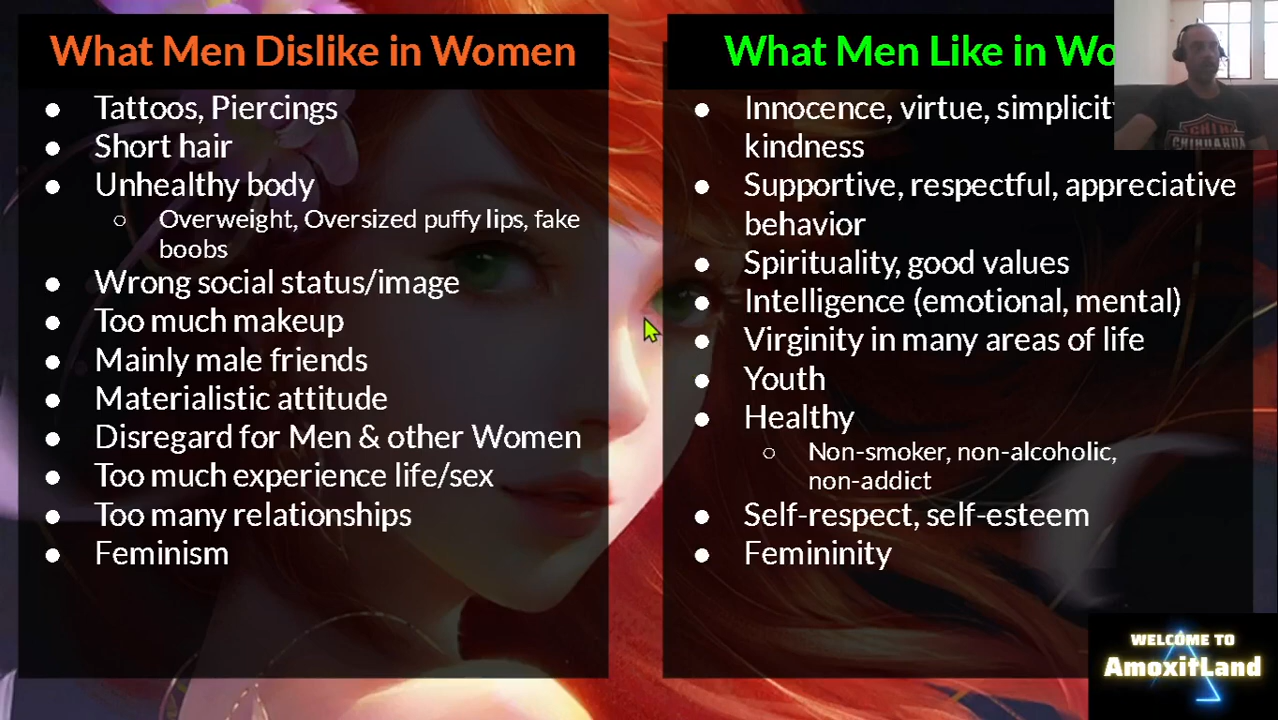 What Men Dislike in Women
Tattoos, Piercings
Short hair
Unhealthy body
Overweight, Oversized puffy lips, fake
boobs
Wrong social status/image
Too much makeup
Mainly male friends
Materialistic attitude
Disregard for Men & other Women
Too much experience life/sex
Too many relationships
Feminism
What Men Like in
Innocence, virtue,
kindness
Supportive, respectful, appreciative
behavior
Spirituality, good values
Intelligence (emotional, mental)
Virginity in many areas of life
Youth
Healthy
Non-smoker, non-alcoholic,
non-addict
Self-respect, self-esteem
Femininity
WELCOME TO
AmoxitLand